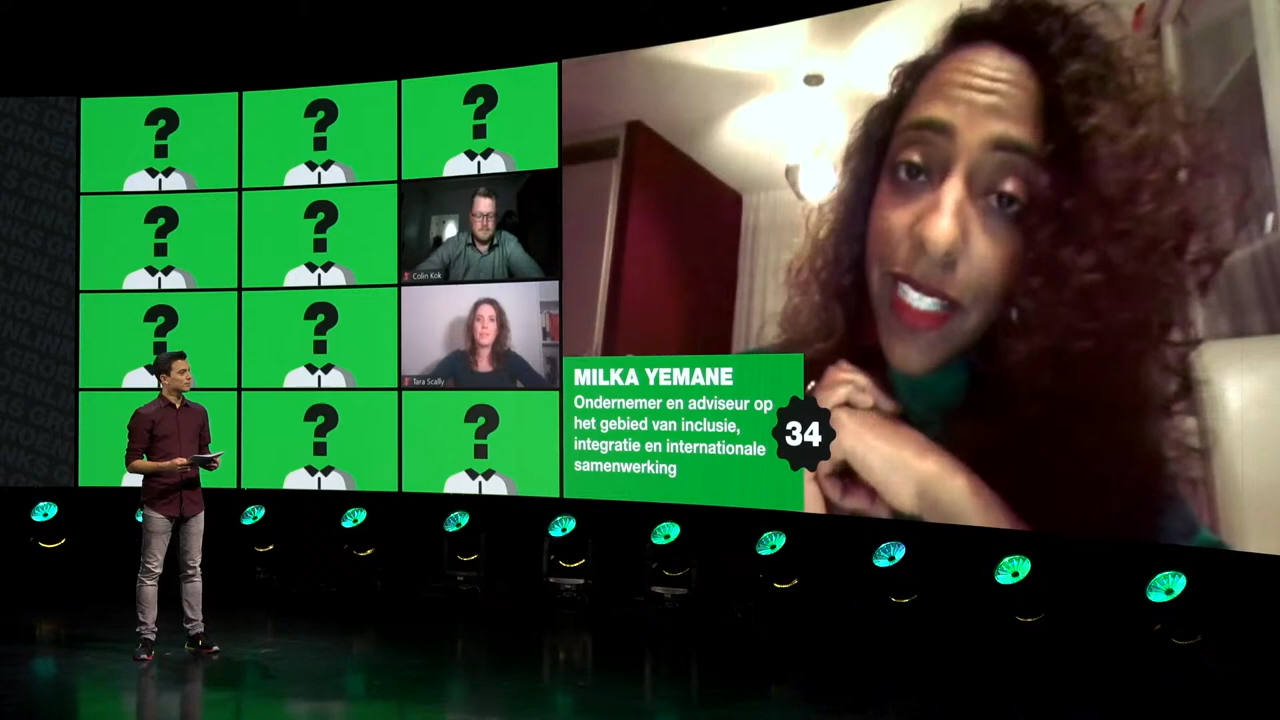 Colin Kok
Tara Scally
MILKA YEMANE
Ondernemer en adviseur op
het gebied van inclusie,
integratie en internationale
samenwerking
34